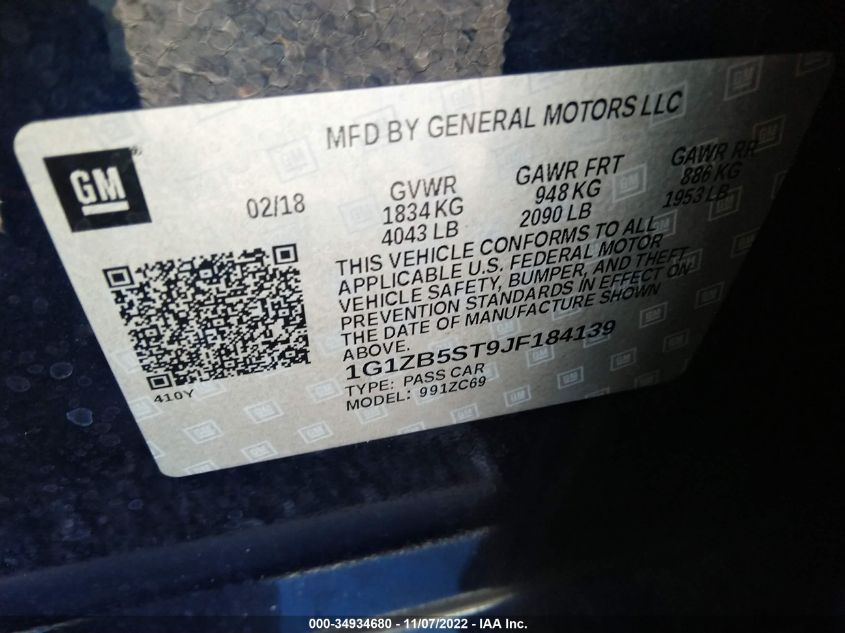 MFD BY GENERAL MOTORS LLC
GM®
02/18
GVWR
1834 KG
4043 LB
GAWR FRT
948 KG
2090 LB
GAWR RR
886 KG
1953 LB
THIS VEHICLE CONFORMS TO ALL
APPLICABLE U.S. FEDERAL MOTOR
VEHICLE SAFETY, BUMPER, AND THEFT
PREVENTION STANDARDS IN EFFECT ON
THE DATE OF MANUFACTURE SHOWN
ABOVE.
1G1ZB5ST9JF184139
TYPE: PASS CAR
MODEL: 991ZC69
410Y
000-34934680 - 11/07/2022 - IAA Inc.